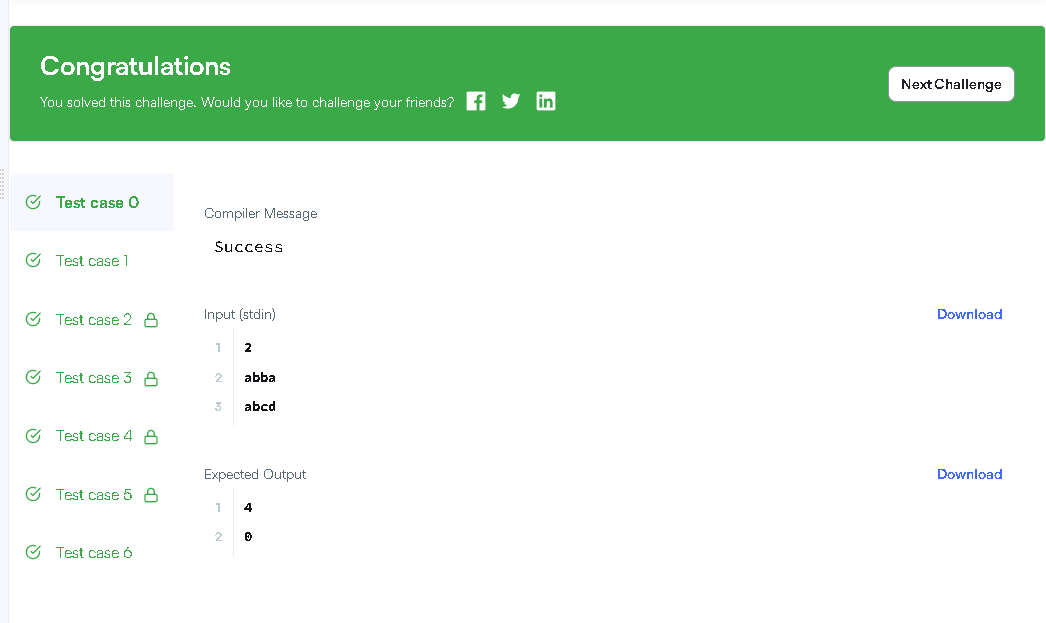 Congratulations
You solved this challenge. Would you like to challenge your friends?
Next Challenge
Test case 0
Test case 1
Test case 2
Test case 3
Test case 4
Test case 5
Test case 6
Compiler Message
Success
Input (stdin)
Download
1 2
2 abba
3 abcd
Expected Output
Download
1 4
2 0